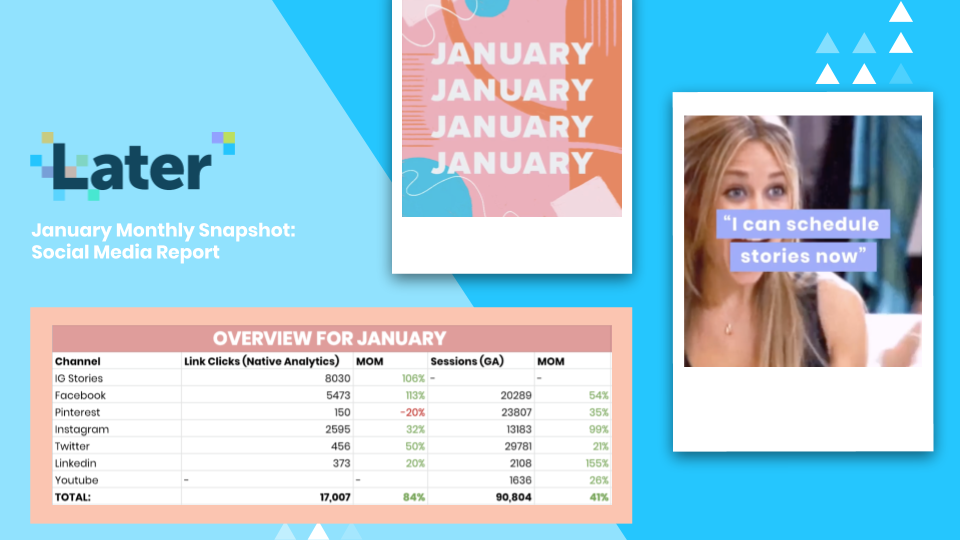 JANUARY
JANUARY
JANUARY
JANUARY
Later
January Monthly Snapshot:
Social Media Report
“I can schedule
stories now”
OVERVIEW FOR JANUARY
Channel Link Clicks (Native Analytics) MOM Sessions (GA) MOM
IG Stories 8030 106% - -
Facebook 5473 113% 20289 54%
Pinterest 150 -20% 23807 35%
Instagram 2595 32% 13183 99%
Twitter 456 50% 29781 21%
Linkedin 373 20% 2108 155%
Youtube - - 1636 26%
TOTAL: 17,007 84% 90,804 41%